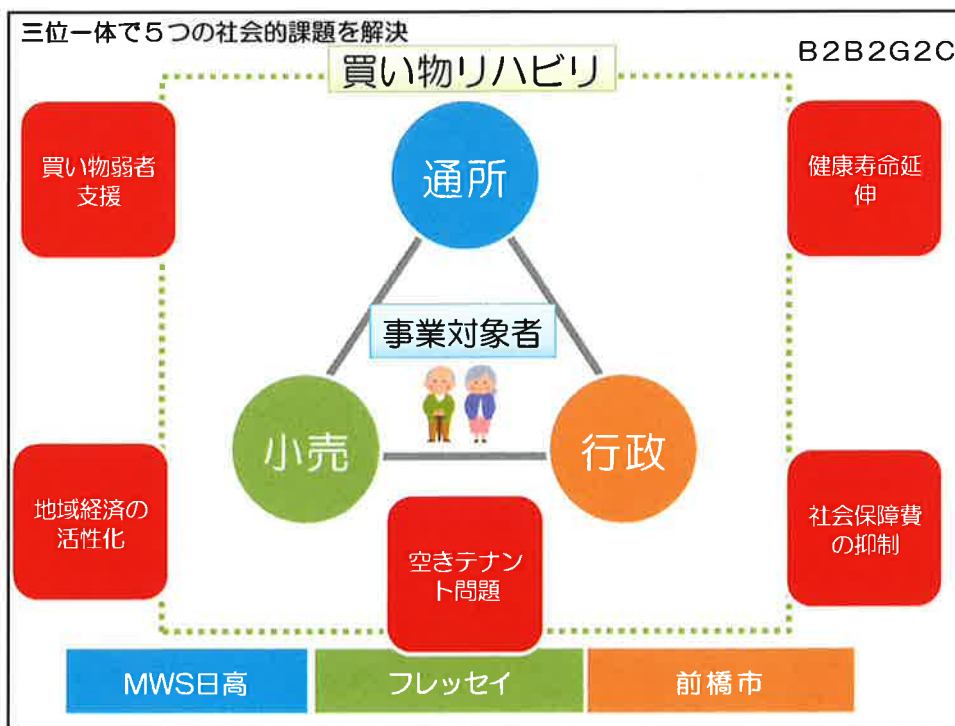 三位一体で５つの社会的課題を解決
B2B2G2C
買い物リハビリ
買い物弱者
支援
通所
健康寿命延
伸
事業対象者
小売
行政
地域経済の
活性化
空きテナン
ト問題
社会保障費
の抑制
MWS日高
フレッセイ
前橋市